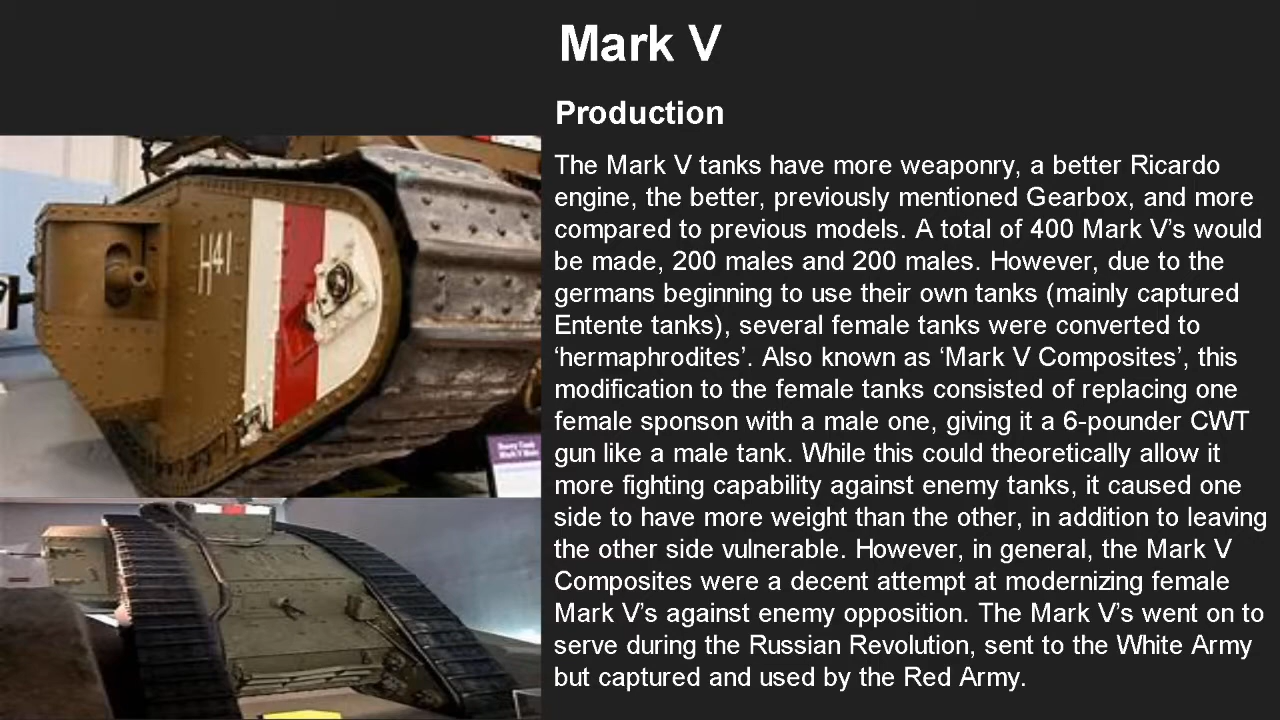 Mark V
Production
The Mark V tanks have more weaponry, a better Ricardo
engine, the better, previously mentioned Gearbox, and more
compared to previous models. A total of 400 Mark V's would
be made, 200 males and 200 males. However, due to the
germans beginning to use their own tanks (mainly captured
Entente tanks), several female tanks were converted to
‘hermaphrodites’. Also known as ‘Mark V Composites’, this
modification to the female tanks consisted of replacing one
female sponson with a male one, giving it a 6-pounder CWT
gun like a male tank. While this could theoretically allow it
more fighting capability against enemy tanks, it caused one
side to have more weight than the other, in addition to leaving
the other side vulnerable. However, in general, the Mark V
Composites were a decent attempt at modernizing female
Mark V’s against enemy opposition. The Mark V’s went on to
serve during the Russian Revolution, sent to the White Army
but captured and used by the Red Army.
H41